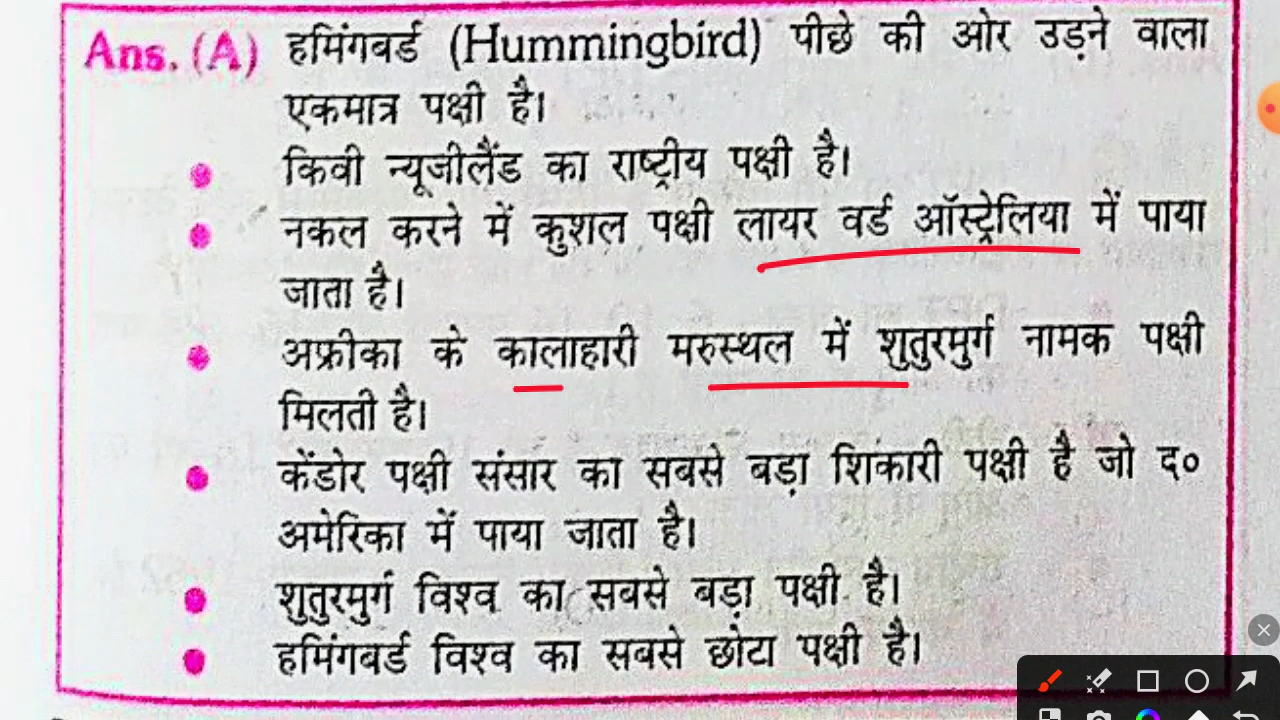 Ans. (A) हमिंगबर्ड (Hummingbird) पीछे की ओर उड़ने वाला
एकमात्र पक्षी है।
● किवी न्यूजीलैंड का राष्ट्रीय पक्षी है।
● नकल करने में कुशल पक्षी लायर वर्ड ऑस्ट्रेलिया में पाया
जाता है।
● अफ्रीका के कालाहारी मरुस्थल में शुतुरमुर्ग नामक पक्षी
मिलती है।
● केंडोर पक्षी संसार का सबसे बड़ा शिकारी पक्षी है जो द०
अमेरिका में पाया जाता है।
● शुतुरमुर्ग विश्व का सबसे बड़ा पक्षी है।
● हमिंगबर्ड विश्व का सबसे छोटा पक्षी है।